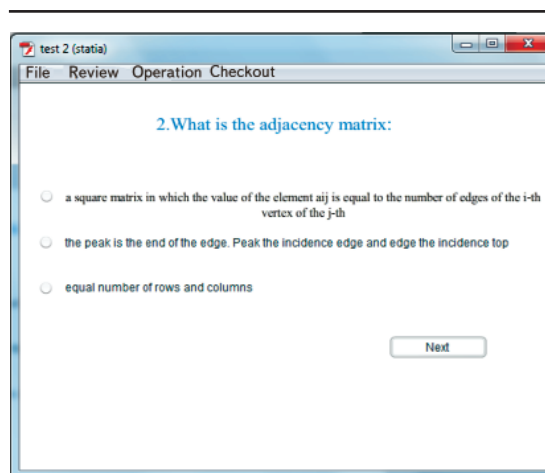 test 2 (statia)
File Review Operation Checkout
2.What is the adjacency matrix:
a square matrix in which the value of the element aij is equal to the number of edges of the i-th
vertex of the j-th
the peak is the end of the edge. Peak the incidence edge and edge the incidence top
equal number of rows and columns
Next